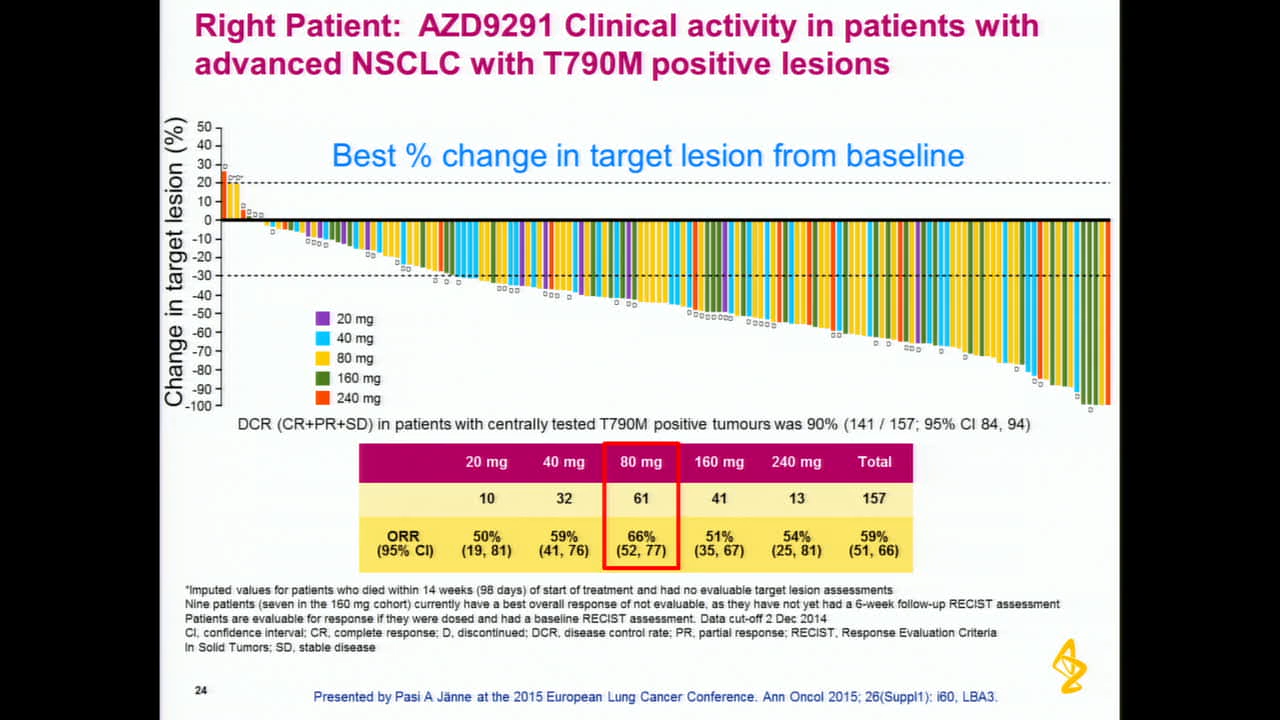 Right Patient: AZD9291 Clinical activity in patients with
advanced NSCLC with T790M positive lesions
Change in target lesion (%)
50
40
30
20
10
0
-10
-20
-30
-40
-50
-60
-70
-80
-90
-100
Best % change in target lesion from baseline
20 mg
40 mg
80 mg
160 mg
240 mg
DCR (CR+PR+SD) in patients with centrally tested T790M positive tumours was 90% (141 / 157; 95% CI 84, 94)
20 mg 40 mg 80 mg 160 mg 240 mg Total
10 32 61 41 13 157
ORR 50% 59% 66% 51% 54% 59%
(95% CI) (19, 81) (41, 76) (52, 77) (35, 67) (25, 81) (51, 66)
*Imputed values for patients who died within 14 weeks (98 days) of start of treatment and had no evaluable target lesion assessments
Nine patients (seven in the 160 mg cohort) currently have a best overall response of not evaluable, as they have not yet had a 6-week follow-up RECIST assessment
Patients are evaluable for response if they were dosed and had a baseline RECIST assessment. Data cut-off 2 Dec 2014
CI, confidence interval; CR, complete response; D, discontinued; DCR, disease control rate; PR, partial response; RECIST, Response Evaluation Criteria
In Solid Tumors; SD, stable disease
24
Presented by Pasi A Jänne at the 2015 European Lung Cancer Conference. Ann Oncol 2015; 26(Suppl1): i60, LBA3.